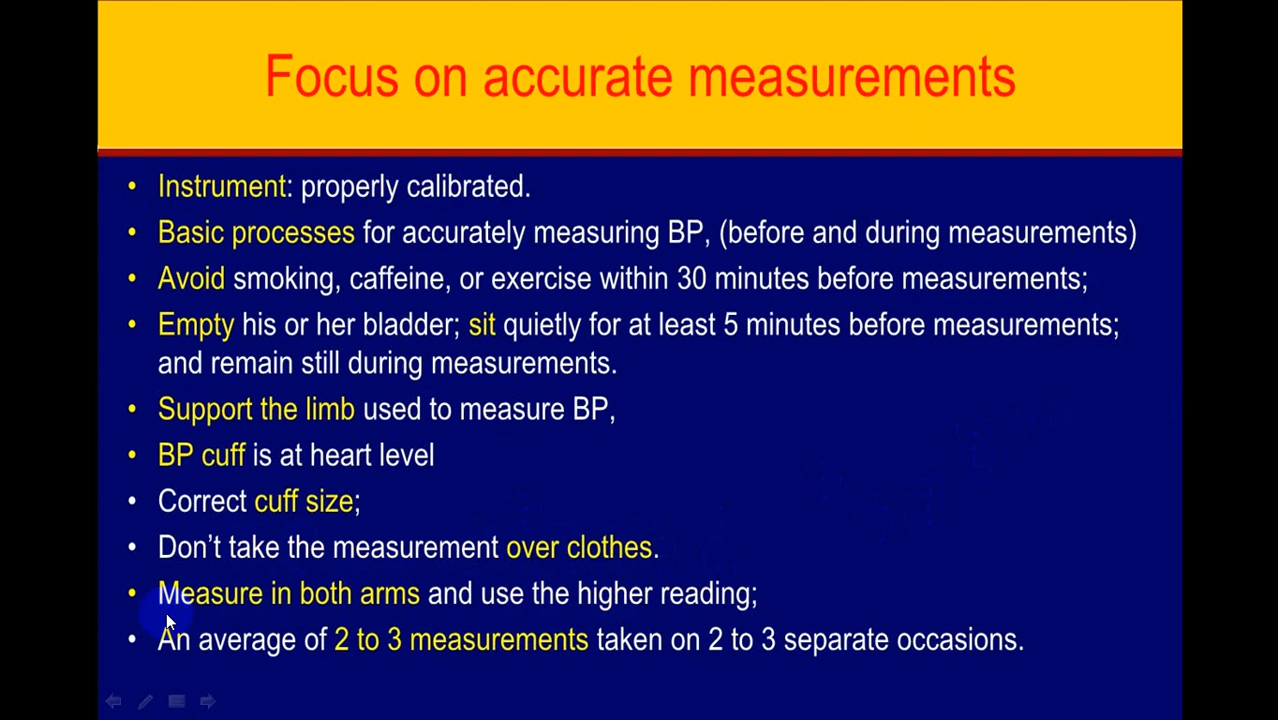 Focus on accurate measurements
• Instrument: properly calibrated.
• Basic processes for accurately measuring BP, (before and during measurements)
• Avoid smoking, caffeine, or exercise within 30 minutes before measurements;
• Empty his or her bladder; sit quietly for at least 5 minutes before measurements;
and remain still during measurements.
• Support the limb used to measure BP,
• BP cuff is at heart level
• Correct cuff size;
• Don’t take the measurement over clothes.
• Measure in both arms and use the higher reading;
• An average of 2 to 3 measurements taken on 2 to 3 separate occasions.